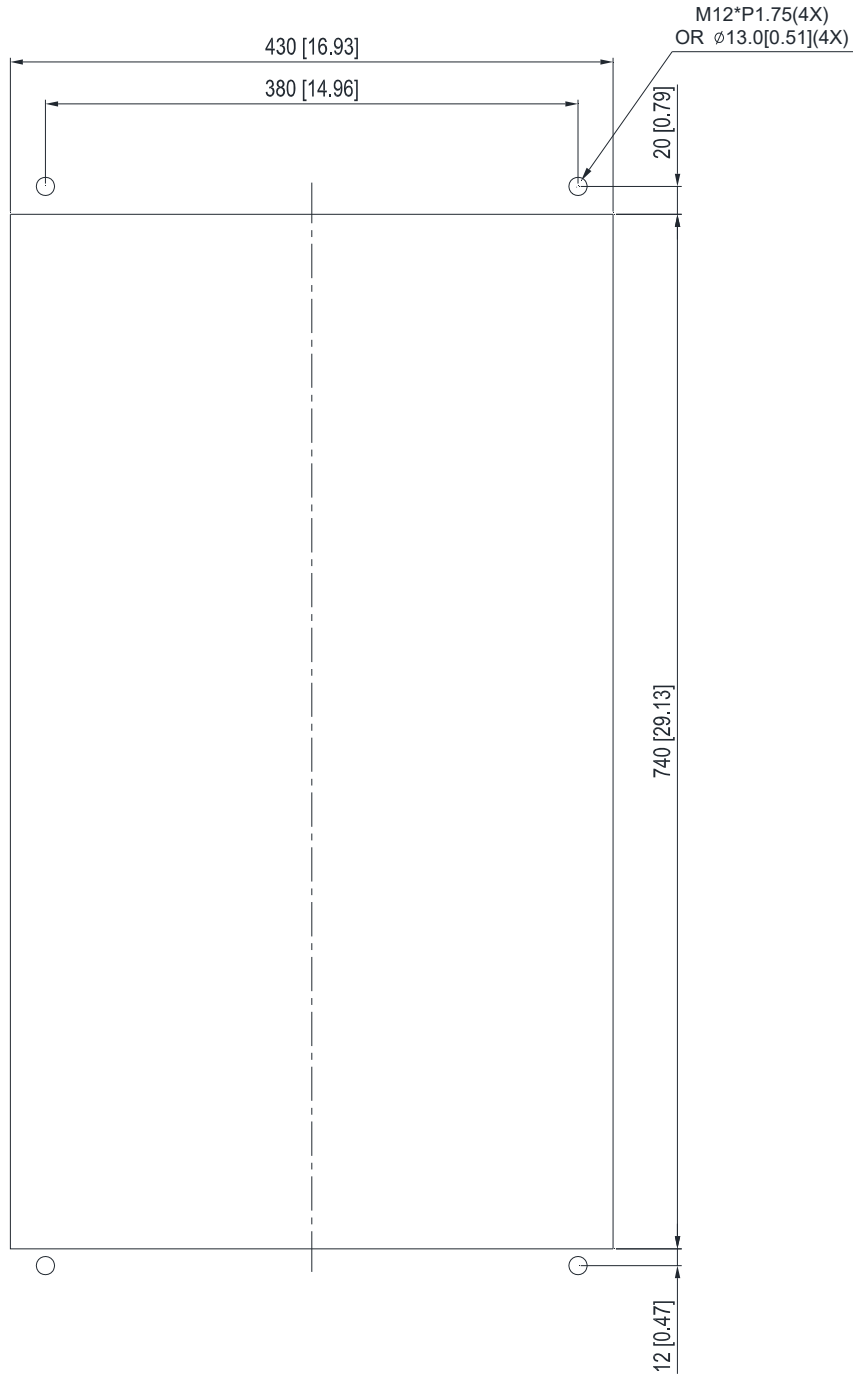 M12*P1.75(4X)
OR ⌀13.0[0.51](4X)
430 [16.93]
380 [14.96]
20 [0.79]
740 [29.13]
12 [0.47]